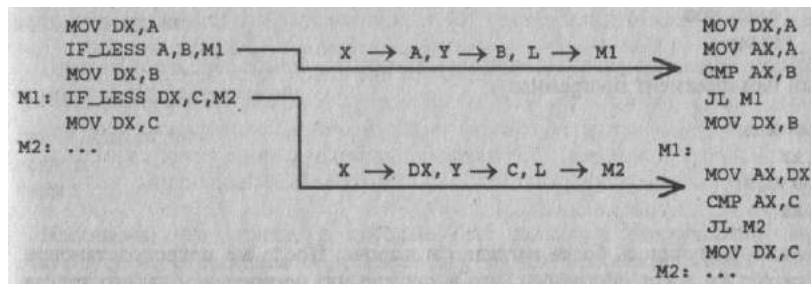 MOV DX,A
IF_LESS A,B,M1
MOV DX,B
M1: IF_LESS DX,C,M2
MOV DX,C
M2: ...
X → A, Y → B, L → M1
X → DX, Y → C, L → M2
MOV DX,A
MOV AX,A
CMP AX,B
JL M1
MOV DX,B
M1:
MOV AX,DX
CMP AX,C
JL M2
MOV DX,C
M2: ...